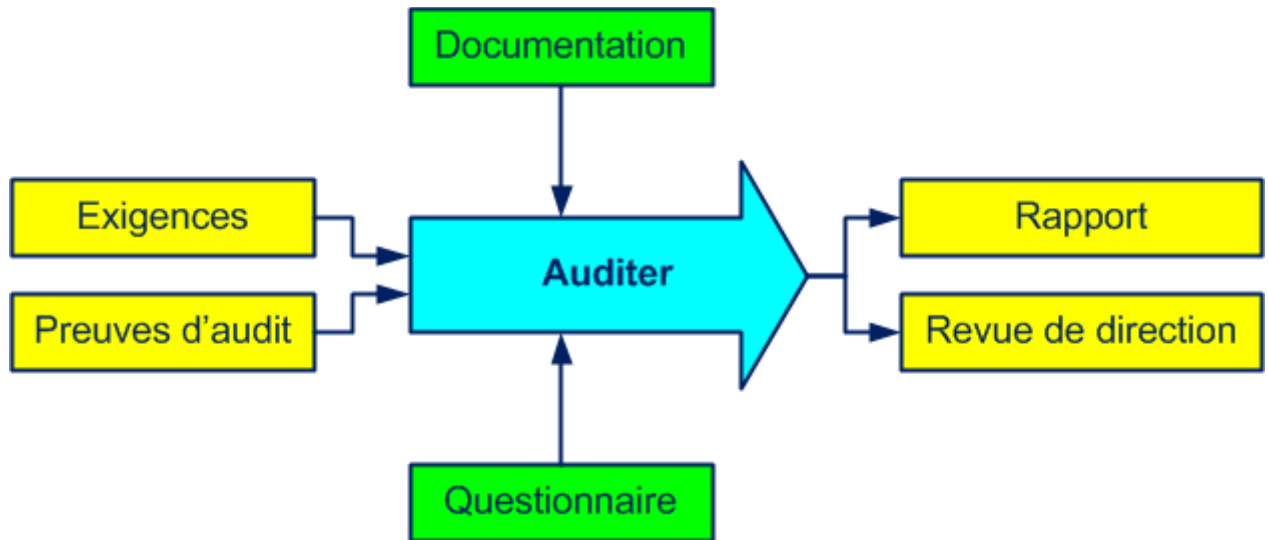 Documentation
Exigences
Auditer
Rapport
Preuves d’audit
Revue de direction
Questionnaire